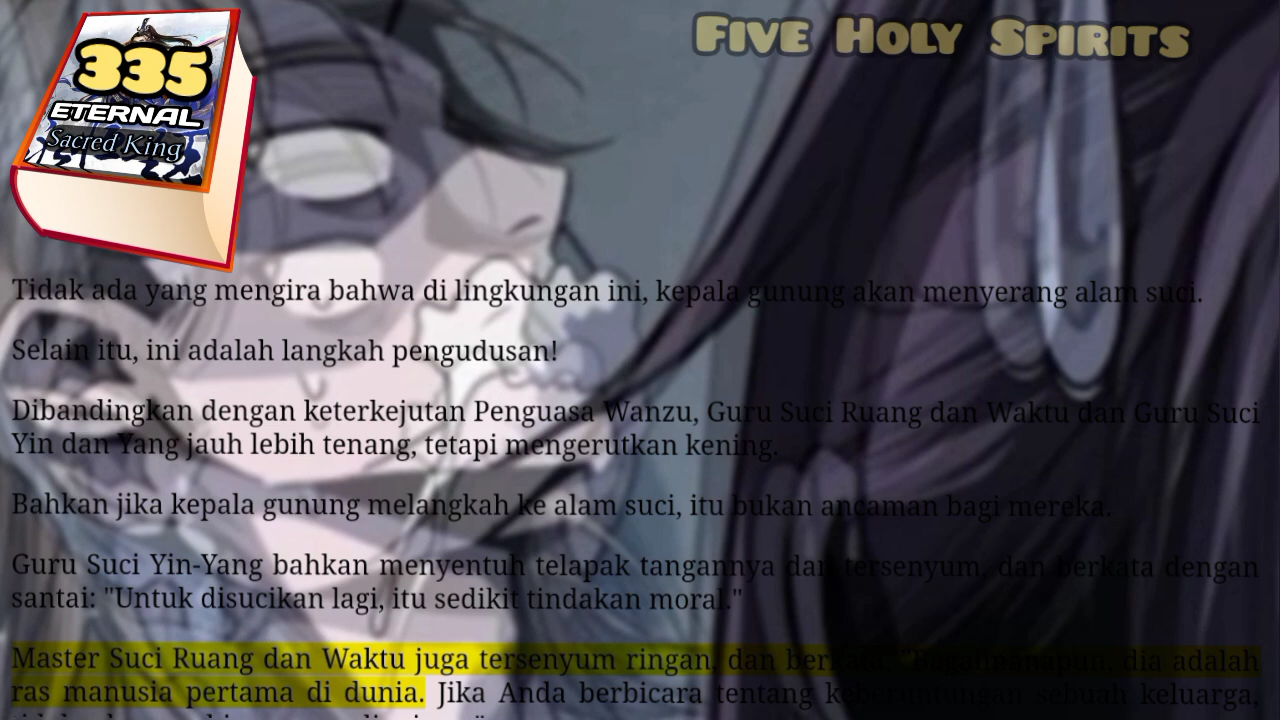 Five Holy Spirits
335
ETERNAL
Sacred King
Tidak ada yang mengira bahwa di lingkungan ini, kepala gunung akan menyerang alam suci.
Selain itu, ini adalah langkah pengudusan!
Dibandingkan dengan keterkejutan Penguasa Wanzu, Guru Suci Ruang dan Waktu dan Guru Suci
Yin dan Yang jauh lebih tenang, tetapi mengerutkan kening.
Bahkan jika kepala gunung melangkah ke alam suci, itu bukan ancaman bagi mereka.
Guru Suci Yin-Yang bahkan menyentuh telapak tangannya dan tersenyum, dan berkata dengan
santai: "Untuk disucikan lagi, itu sedikit tindakan moral."
Master Suci Ruang dan Waktu juga tersenyum ringan, dan berkata: "Bagaimanapun, dia adalah
ras manusia pertama di dunia. Jika Anda berbicara tentang keberuntungan sebuah keluarga,